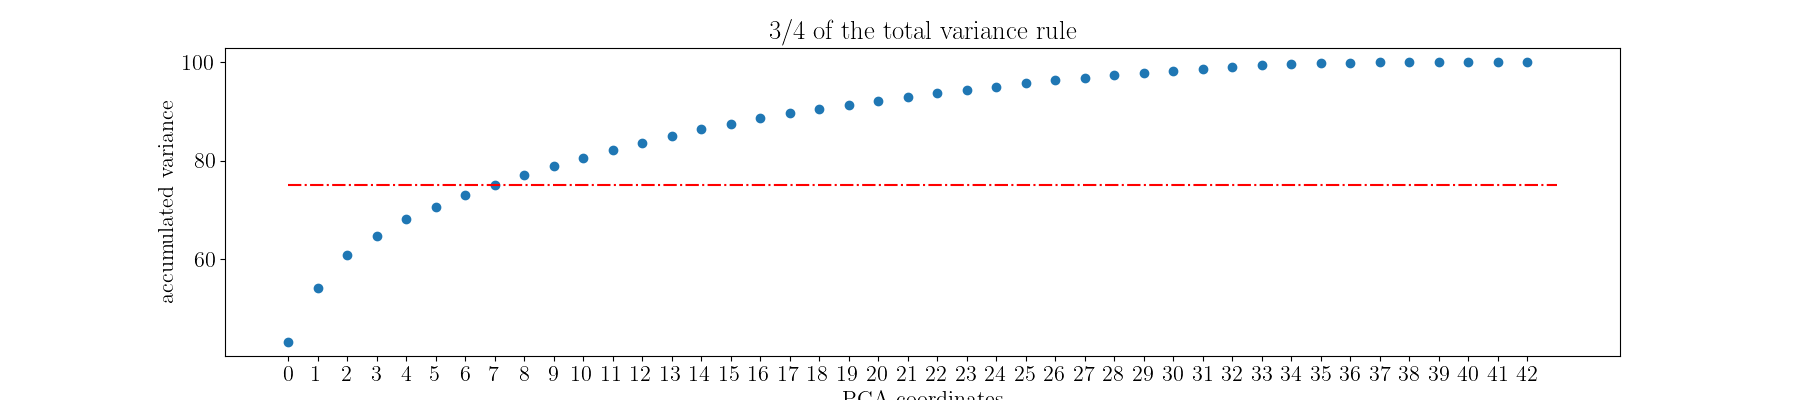 3/4 of the total variance rule
100
80
60
accumulated variance
0 1 2 3 4 5 6 7 8 9 10 11 12 13 14 15 16 17 18 19 20 21 22 23 24 25 26 27 28 29 30 31 32 33 34 35 36 37 38 39 40 41 42
PCA coordinates